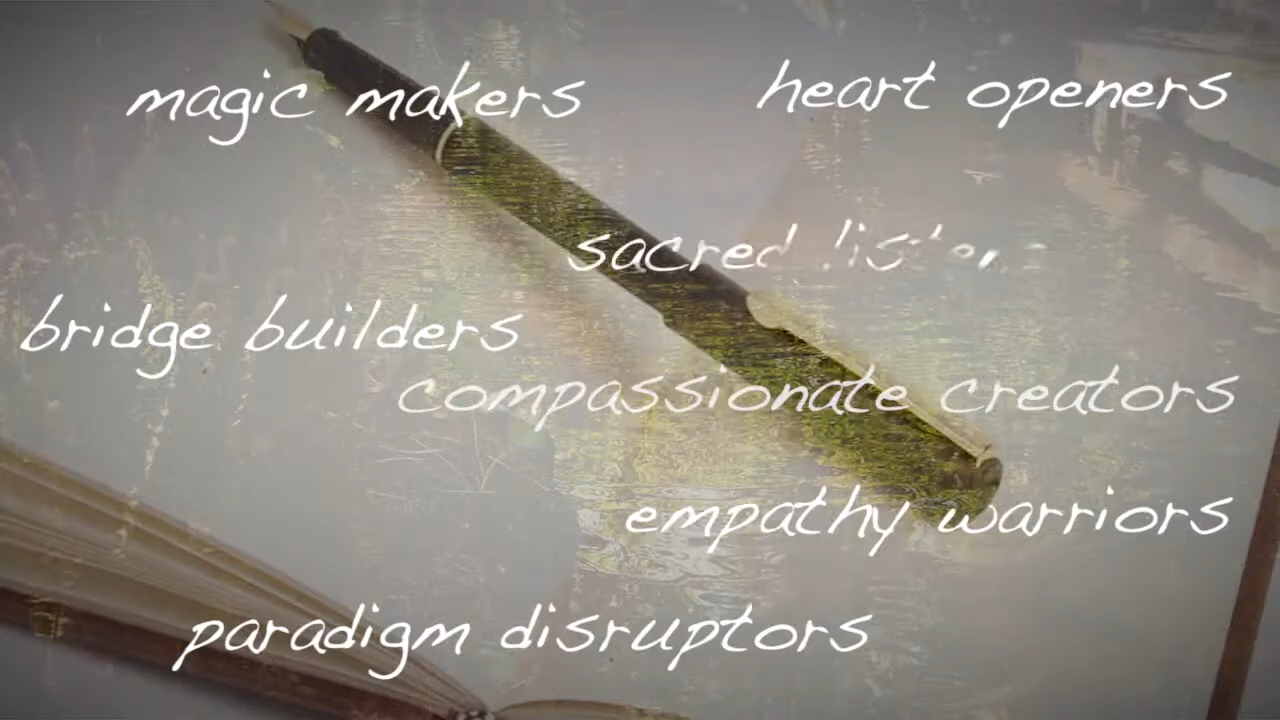 magic makers
heart openers
sacred
bridge builders
compassionate creators
empathy warriors
paradigm disruptors